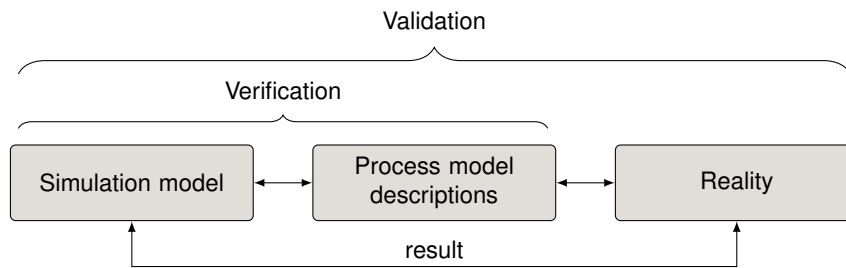 Validation
Verification
Simulation model
Process model
descriptions
Reality
result